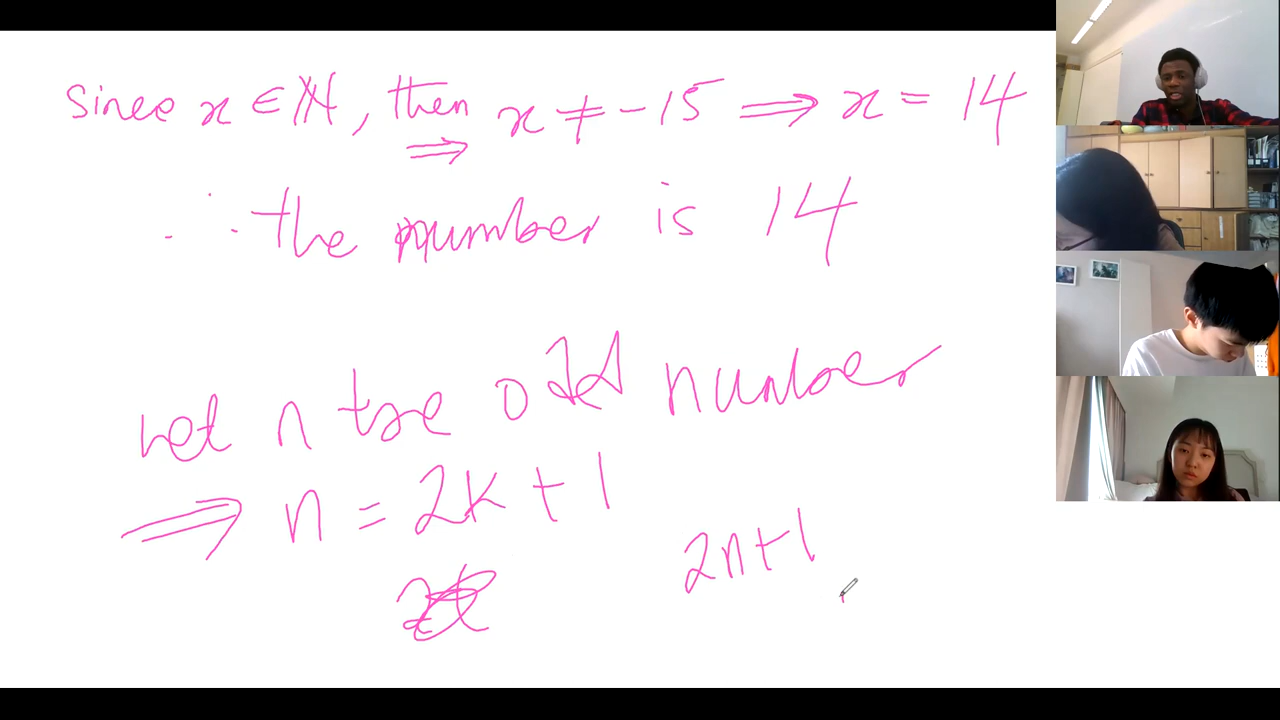 Since x ∈ ℕ, then x ≠ -15 ⟹ x = 14
⟹
∴ the number is 14
Let n the odd number
⟹ n = 2k + 1
2n+1